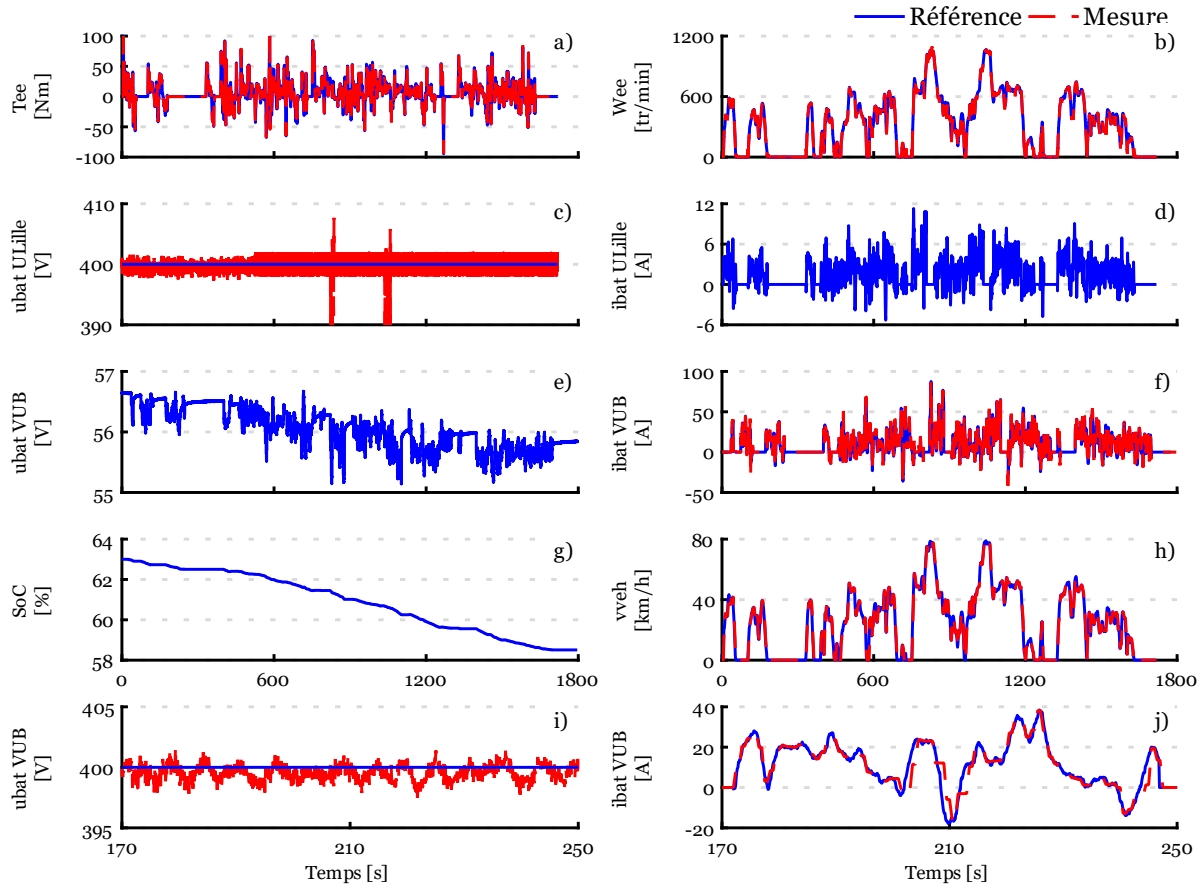 Référence Mesure
a)
100
50
0
-50
-100
Tee
[Nm]
b)
1200
600
0
Wee
[tr/min]
c)
410
400
390
ubat ULille
[V]
d)
12
6
0
-6
ibat ULille
[A]
e)
57
56
55
ubat VUB
[V]
f)
100
50
0
-50
ibat VUB
[A]
g)
64
62
60
58
SoC
[%]
0 600 1200 1800
h)
80
40
0
vveh
[km/h]
0 600 1200 1800
i)
405
400
395
ubat VUB
[V]
170 210 250
Temps [s]
j)
40
20
0
-20
ibat VUB
[A]
170 210 250
Temps [s]